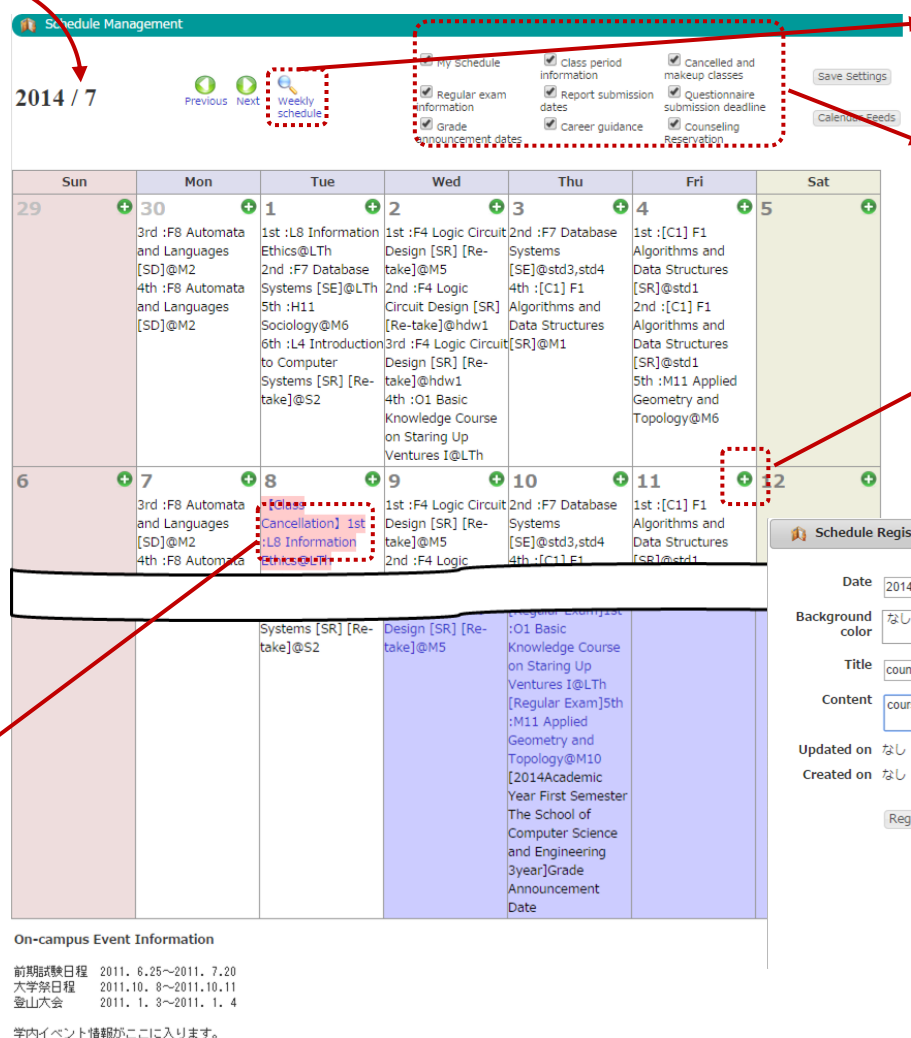 Schedule Management
2014 / 7
Previous
Next
Weekly
schedule
My Schedule
Class period
information
Cancelled and
makeup classes
Regular exam
information
Report submission
dates
Questionnaire
submission deadline
Grade
announcement dates
Career guidance
Counseling
Reservation
Save Settings
Calendar Feeds
Sun Mon Tue Wed Thu Fri Sat
29
30
3rd :F8 Automata
and Languages
[SD]@M2
4th :F8 Automata
and Languages
[SD]@M2
1
1st :L8 Information
Ethics@LTh
2nd :F7 Database
Systems [SE]@LTh
5th :H11
Sociology@M6
6th :L4 Introduction
to Computer
Systems [SR] [Re-
take]@S2
2
1st :F4 Logic Circuit
Design [SR] [Re-
take]@M5
2nd :F4 Logic
Circuit Design [SR]
[Re-take]@hdw1
3rd :F4 Logic Circuit
Design [SR] [Re-
take]@hdw1
4th :O1 Basic
Knowledge Course
on Staring Up
Ventures I@LTh
3
2nd :F7 Database
Systems
[SE]@std3,std4
4th :[C1] F1
Algorithms and
Data Structures
[SR]@M1
4
1st :[C1] F1
Algorithms and
Data Structures
[SR]@std1
2nd :[C1] F1
Algorithms and
Data Structures
[SR]@std1
5th :M11 Applied
Geometry and
Topology@M6
5
6
7
3rd :F8 Automata
and Languages
[SD]@M2
4th :F8 Automata
8
[Class
Cancellation】1st
:L8 Information
Ethics@LTh
9
1st :F4 Logic Circuit
Design [SR] [Re-
take]@M5
2nd :F4 Logic
10
2nd :F7 Database
Systems
[SE]@std3,std4
4th :[C1] F1
11
1st :[C1] F1
Algorithms and
Data Structures
[SR]@std1
12
Systems [SR] [Re-
take]@S2
Design [SR] [Re-
take]@M5
[Regular Exam]1st
:O1 Basic
Knowledge Course
on Staring Up
Ventures I@LTh
[Regular Exam]5th
:M11 Applied
Geometry and
Topology@M10
[2014Academic
Year First Semester
The School of
Computer Science
and Engineering
3year]Grade
Announcement
Date
Schedule Regis
Date 2014
Background
color なし
Title coun
Content cour
Updated on なし
Created on なし
Reg
On-campus Event Information
前期試験日程 2011. 6.25～2011. 7.20
大学祭日程 2011.10. 8～2011.10.11
登山大会 2011. 1. 3～2011. 1. 4
学内イベント情報がここに入ります。